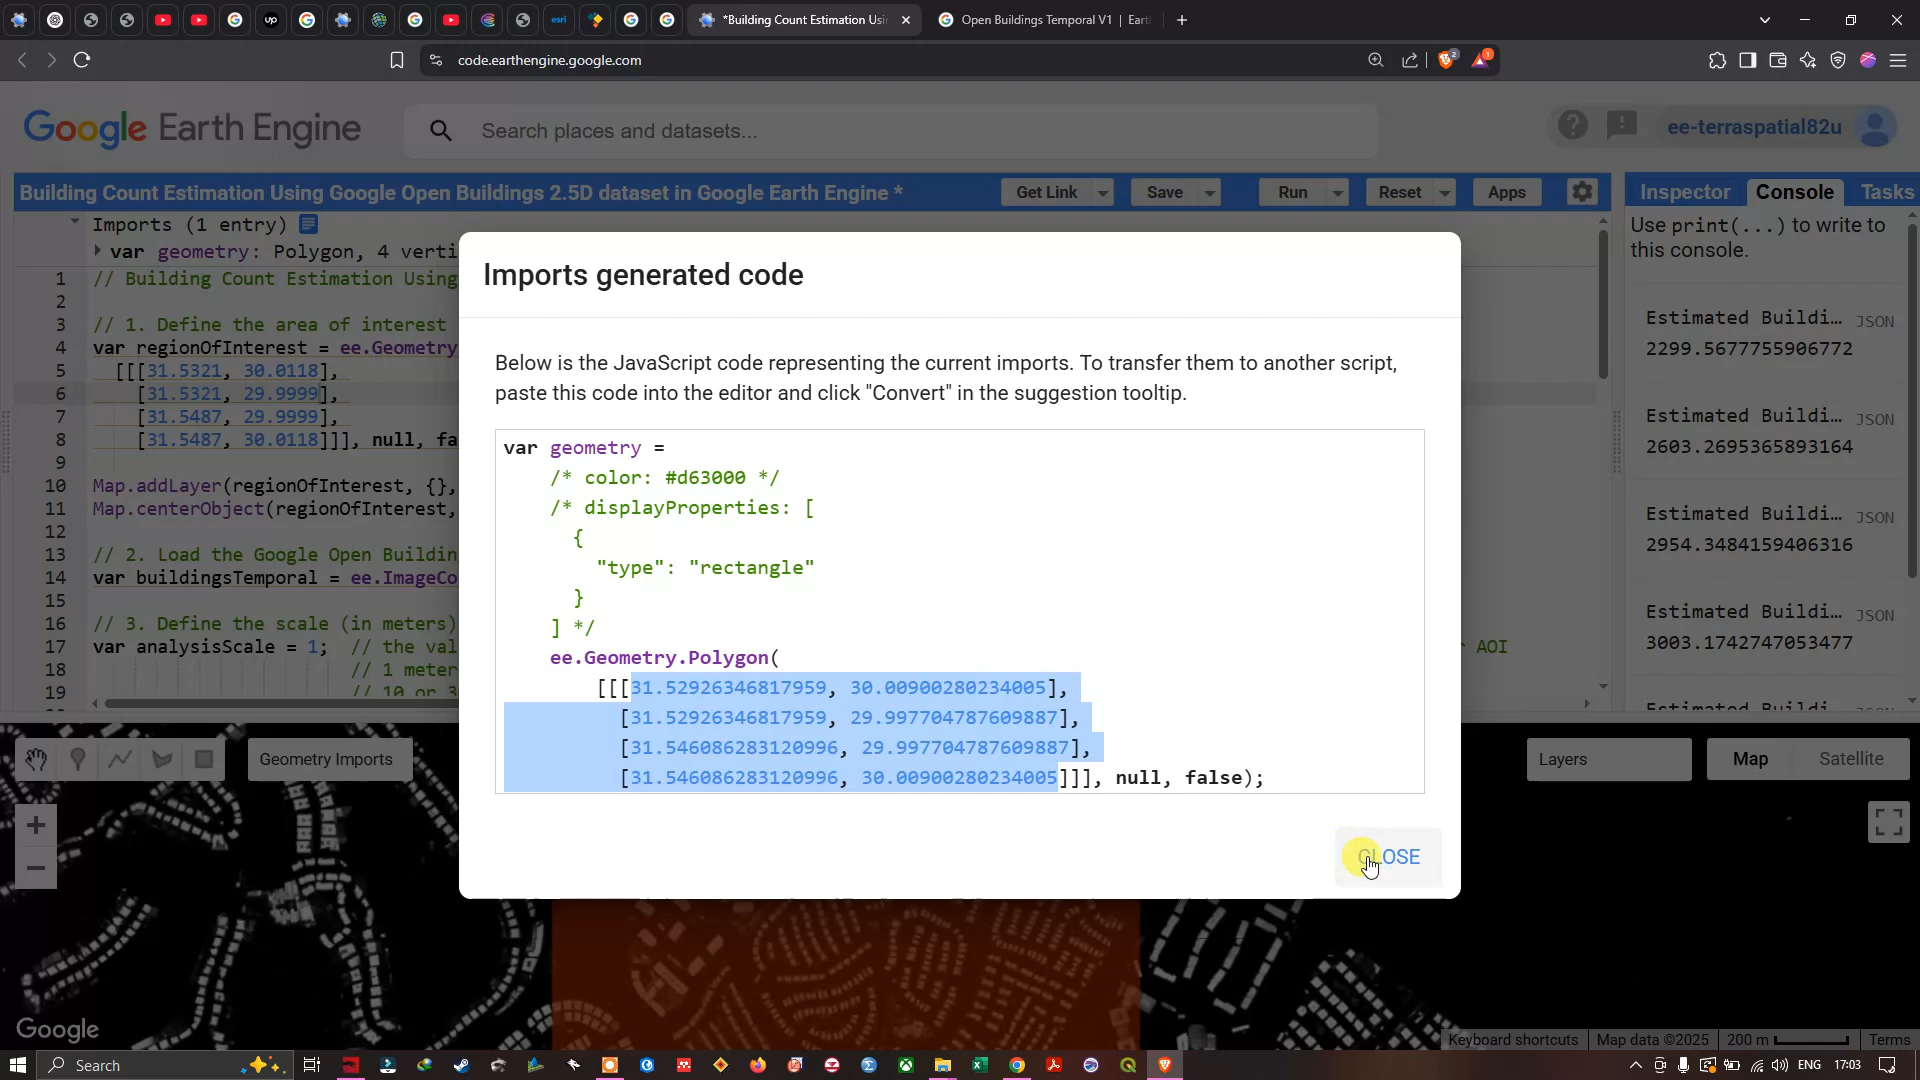 *Building Count Estimation Usi
Open Buildings Temporal V1 | Eart
code.earthengine.google.com
Google Earth Engine
Search places and datasets...
ee-terraspatial82u
Building Count Estimation Using Google Open Buildings 2.5D dataset in Google Earth Engine *
Get Link
Save
Run
Reset
Apps
Inspector
Console
Tasks
Imports (1 entry)
var geometry: Polygon, 4 verti
1 // Building Count Estimation Using
2
3 // 1. Define the area of interest
4 var regionOfInterest = ee.Geometry
5 [[[31.5321, 30.0118],
6 [31.5321, 29.9999],
7 [31.5487, 29.9999],
8 [31.5487, 30.0118]]], null, fa
9
10 Map.addLayer(regionOfInterest, {},
11 Map.centerObject(regionOfInterest,
12
13 // 2. Load the Google Open Buildin
14 var buildingsTemporal = ee.ImageCo
15
16 // 3. Define the scale (in meters)
17 var analysisScale = 1; // the val
AOI
18 // 1 meter
19 // 10 or 3
Use print(...) to write to
this console.
Estimated Buildi... JSON
2299.5677755906772
Estimated Buildi... JSON
2603.2695365893164
Estimated Buildi... JSON
2954.3484159406316
Estimated Buildi... JSON
3003.1742747053477
Imports generated code
Below is the JavaScript code representing the current imports. To transfer them to another script,
paste this code into the editor and click "Convert" in the suggestion tooltip.
var geometry =
/* color: #d63000 */
/* displayProperties: [
{
"type": "rectangle"
}
] */
ee.Geometry.Polygon(
[[[31.52926346817959, 30.00900280234005],
[31.52926346817959, 29.997704787609887],
[31.546086283120996, 29.997704787609887],
[31.546086283120996, 30.00900280234005]]], null, false);
CLOSE
Geometry Imports
Layers
Map
Satellite
Google
Keyboard shortcuts
Map data ©2025
200 m
Terms
Search
ENG
17:03